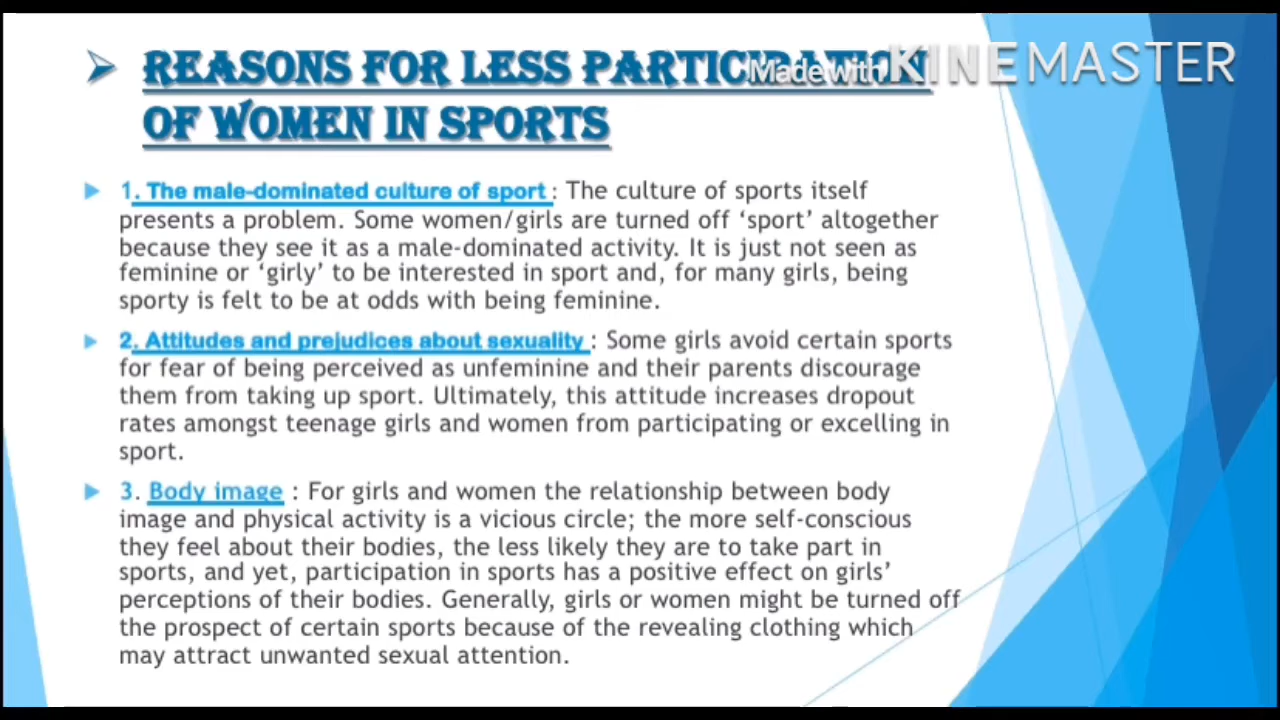 REASONS FOR LESS PARTICIPATION
Made with KINEMASTER
OF WOMEN IN SPORTS
1. The male-dominated culture of sport : The culture of sports itself
presents a problem. Some women/girls are turned off ‘sport’ altogether
because they see it as a male-dominated activity. It is just not seen as
feminine or ‘girly’ to be interested in sport and, for many girls, being
sporty is felt to be at odds with being feminine.
2. Attitudes and prejudices about sexuality : Some girls avoid certain sports
for fear of being perceived as unfeminine and their parents discourage
them from taking up sport. Ultimately, this attitude increases dropout
rates amongst teenage girls and women from participating or excelling in
sport.
3. Body image : For girls and women the relationship between body
image and physical activity is a vicious circle; the more self-conscious
they feel about their bodies, the less likely they are to take part in
sports, and yet, participation in sports has a positive effect on girls’
perceptions of their bodies. Generally, girls or women might be turned off
the prospect of certain sports because of the revealing clothing which
may attract unwanted sexual attention.